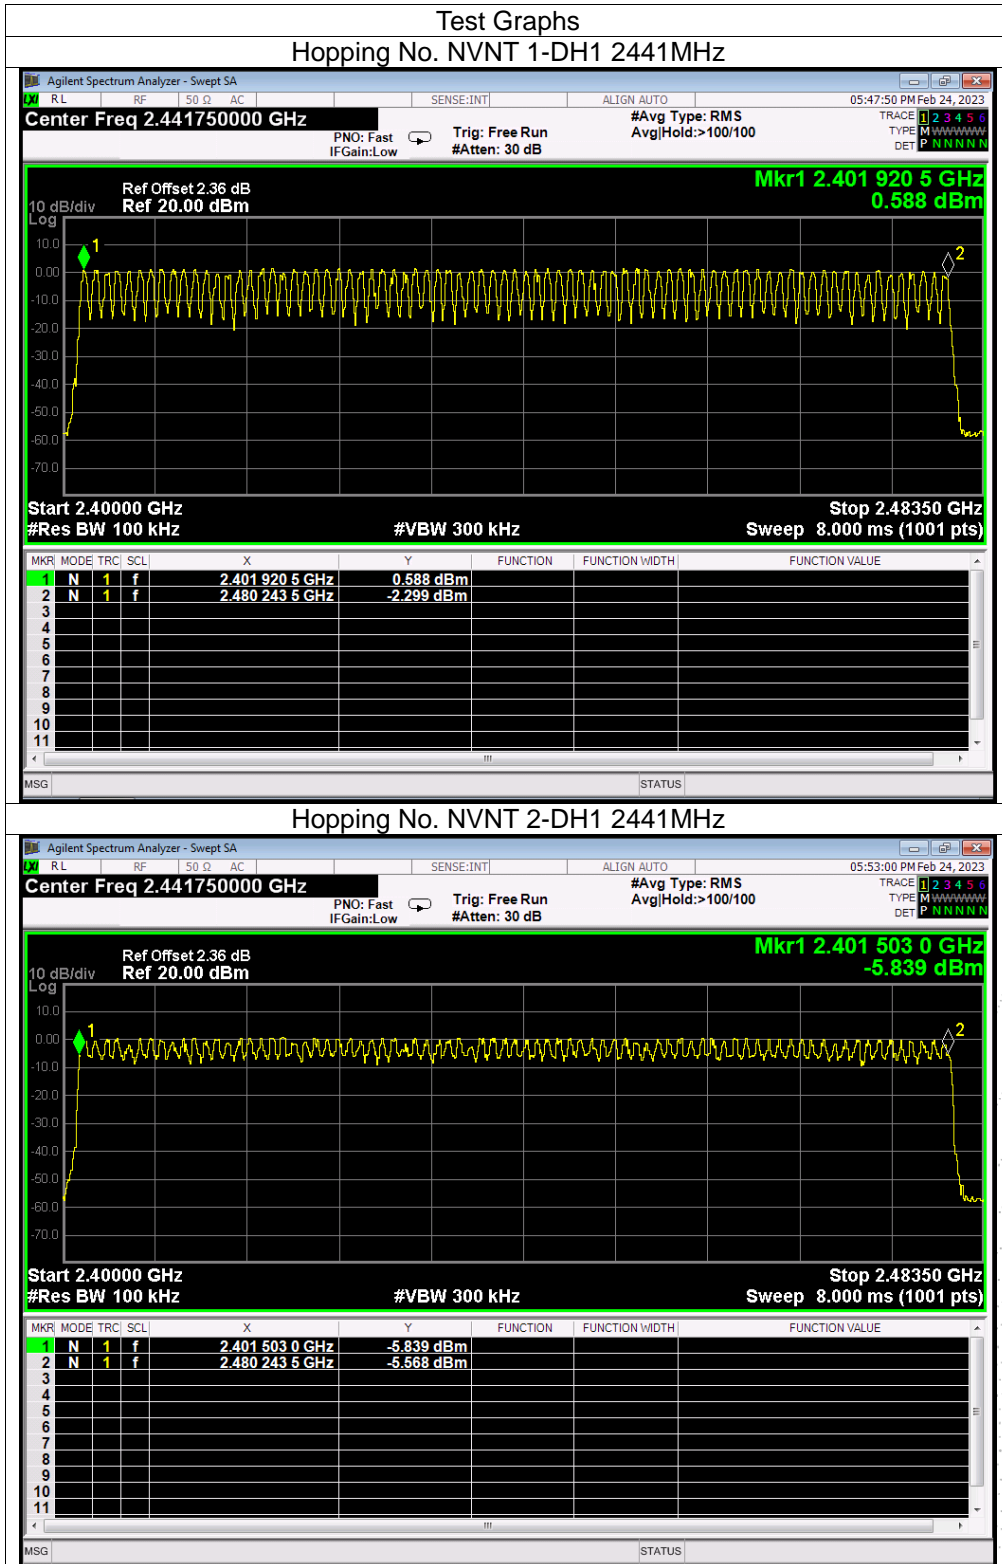 Test Graphs
Hopping No. NVNT 1-DH1 2441MHz
Agilent Spectrum Analyzer - Swept SA
LXI RL RF 50 Ω AC SENSE:INT ALIGN AUTO 05:47:50 PM Feb 24, 2023
Center Freq 2.441750000 GHz #Avg Type: RMS TRACE 1 2 3 4 5 6
PNO: Fast Trig: Free Run Avg|Hold:>100/100 TYPE M WWWWW
IFGain:Low #Atten: 30 dB DET P N N N N N
Mkr1 2.401 920 5 GHz
Ref Offset 2.36 dB 0.588 dBm
10 dB/div Ref 20.00 dBm
Log
10.0
0.00
-10.0
-20.0
-30.0
-40.0
-50.0
-60.0
-70.0
1
2
Start 2.40000 GHz Stop 2.48350 GHz
#Res BW 100 kHz #VBW 300 kHz Sweep 8.000 ms (1001 pts)
MKR MODE TRC SCL X Y FUNCTION FUNCTION WIDTH FUNCTION VALUE
1 N 1 f 2.401 920 5 GHz 0.588 dBm
2 N 1 f 2.480 243 5 GHz -2.299 dBm
3
4
5
6
7
8
9
10
11
MSG STATUS
Hopping No. NVNT 2-DH1 2441MHz
Agilent Spectrum Analyzer - Swept SA
LXI RL RF 50 Ω AC SENSE:INT ALIGN AUTO 05:53:00 PM Feb 24, 2023
Center Freq 2.441750000 GHz #Avg Type: RMS TRACE 1 2 3 4 5 6
PNO: Fast Trig: Free Run Avg|Hold:>100/100 TYPE M WWWWW
IFGain:Low #Atten: 30 dB DET P N N N N N
Mkr1 2.401 503 0 GHz
Ref Offset 2.36 dB -5.839 dBm
10 dB/div Ref 20.00 dBm
Log
10.0
0.00
-10.0
-20.0
-30.0
-40.0
-50.0
-60.0
-70.0
1
2
Start 2.40000 GHz Stop 2.48350 GHz
#Res BW 100 kHz #VBW 300 kHz Sweep 8.000 ms (1001 pts)
MKR MODE TRC SCL X Y FUNCTION FUNCTION WIDTH FUNCTION VALUE
1 N 1 f 2.401 503 0 GHz -5.839 dBm
2 N 1 f 2.480 243 5 GHz -5.568 dBm
3
4
5
6
7
8
9
10
11
MSG STATUS